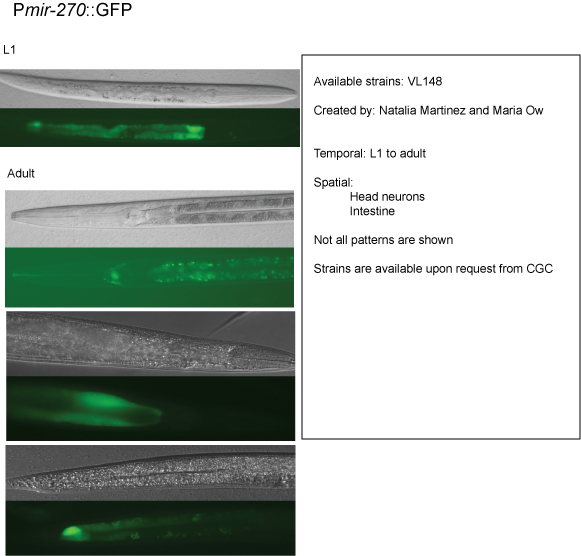 Pmir-270::GFP
L1
Available strains: VL148
Created by: Natalia Martinez and Maria Ow
Temporal: L1 to adult
Adult
Spatial:
Head neurons
Intestine
Not all patterns are shown
Strains are available upon request from CGC